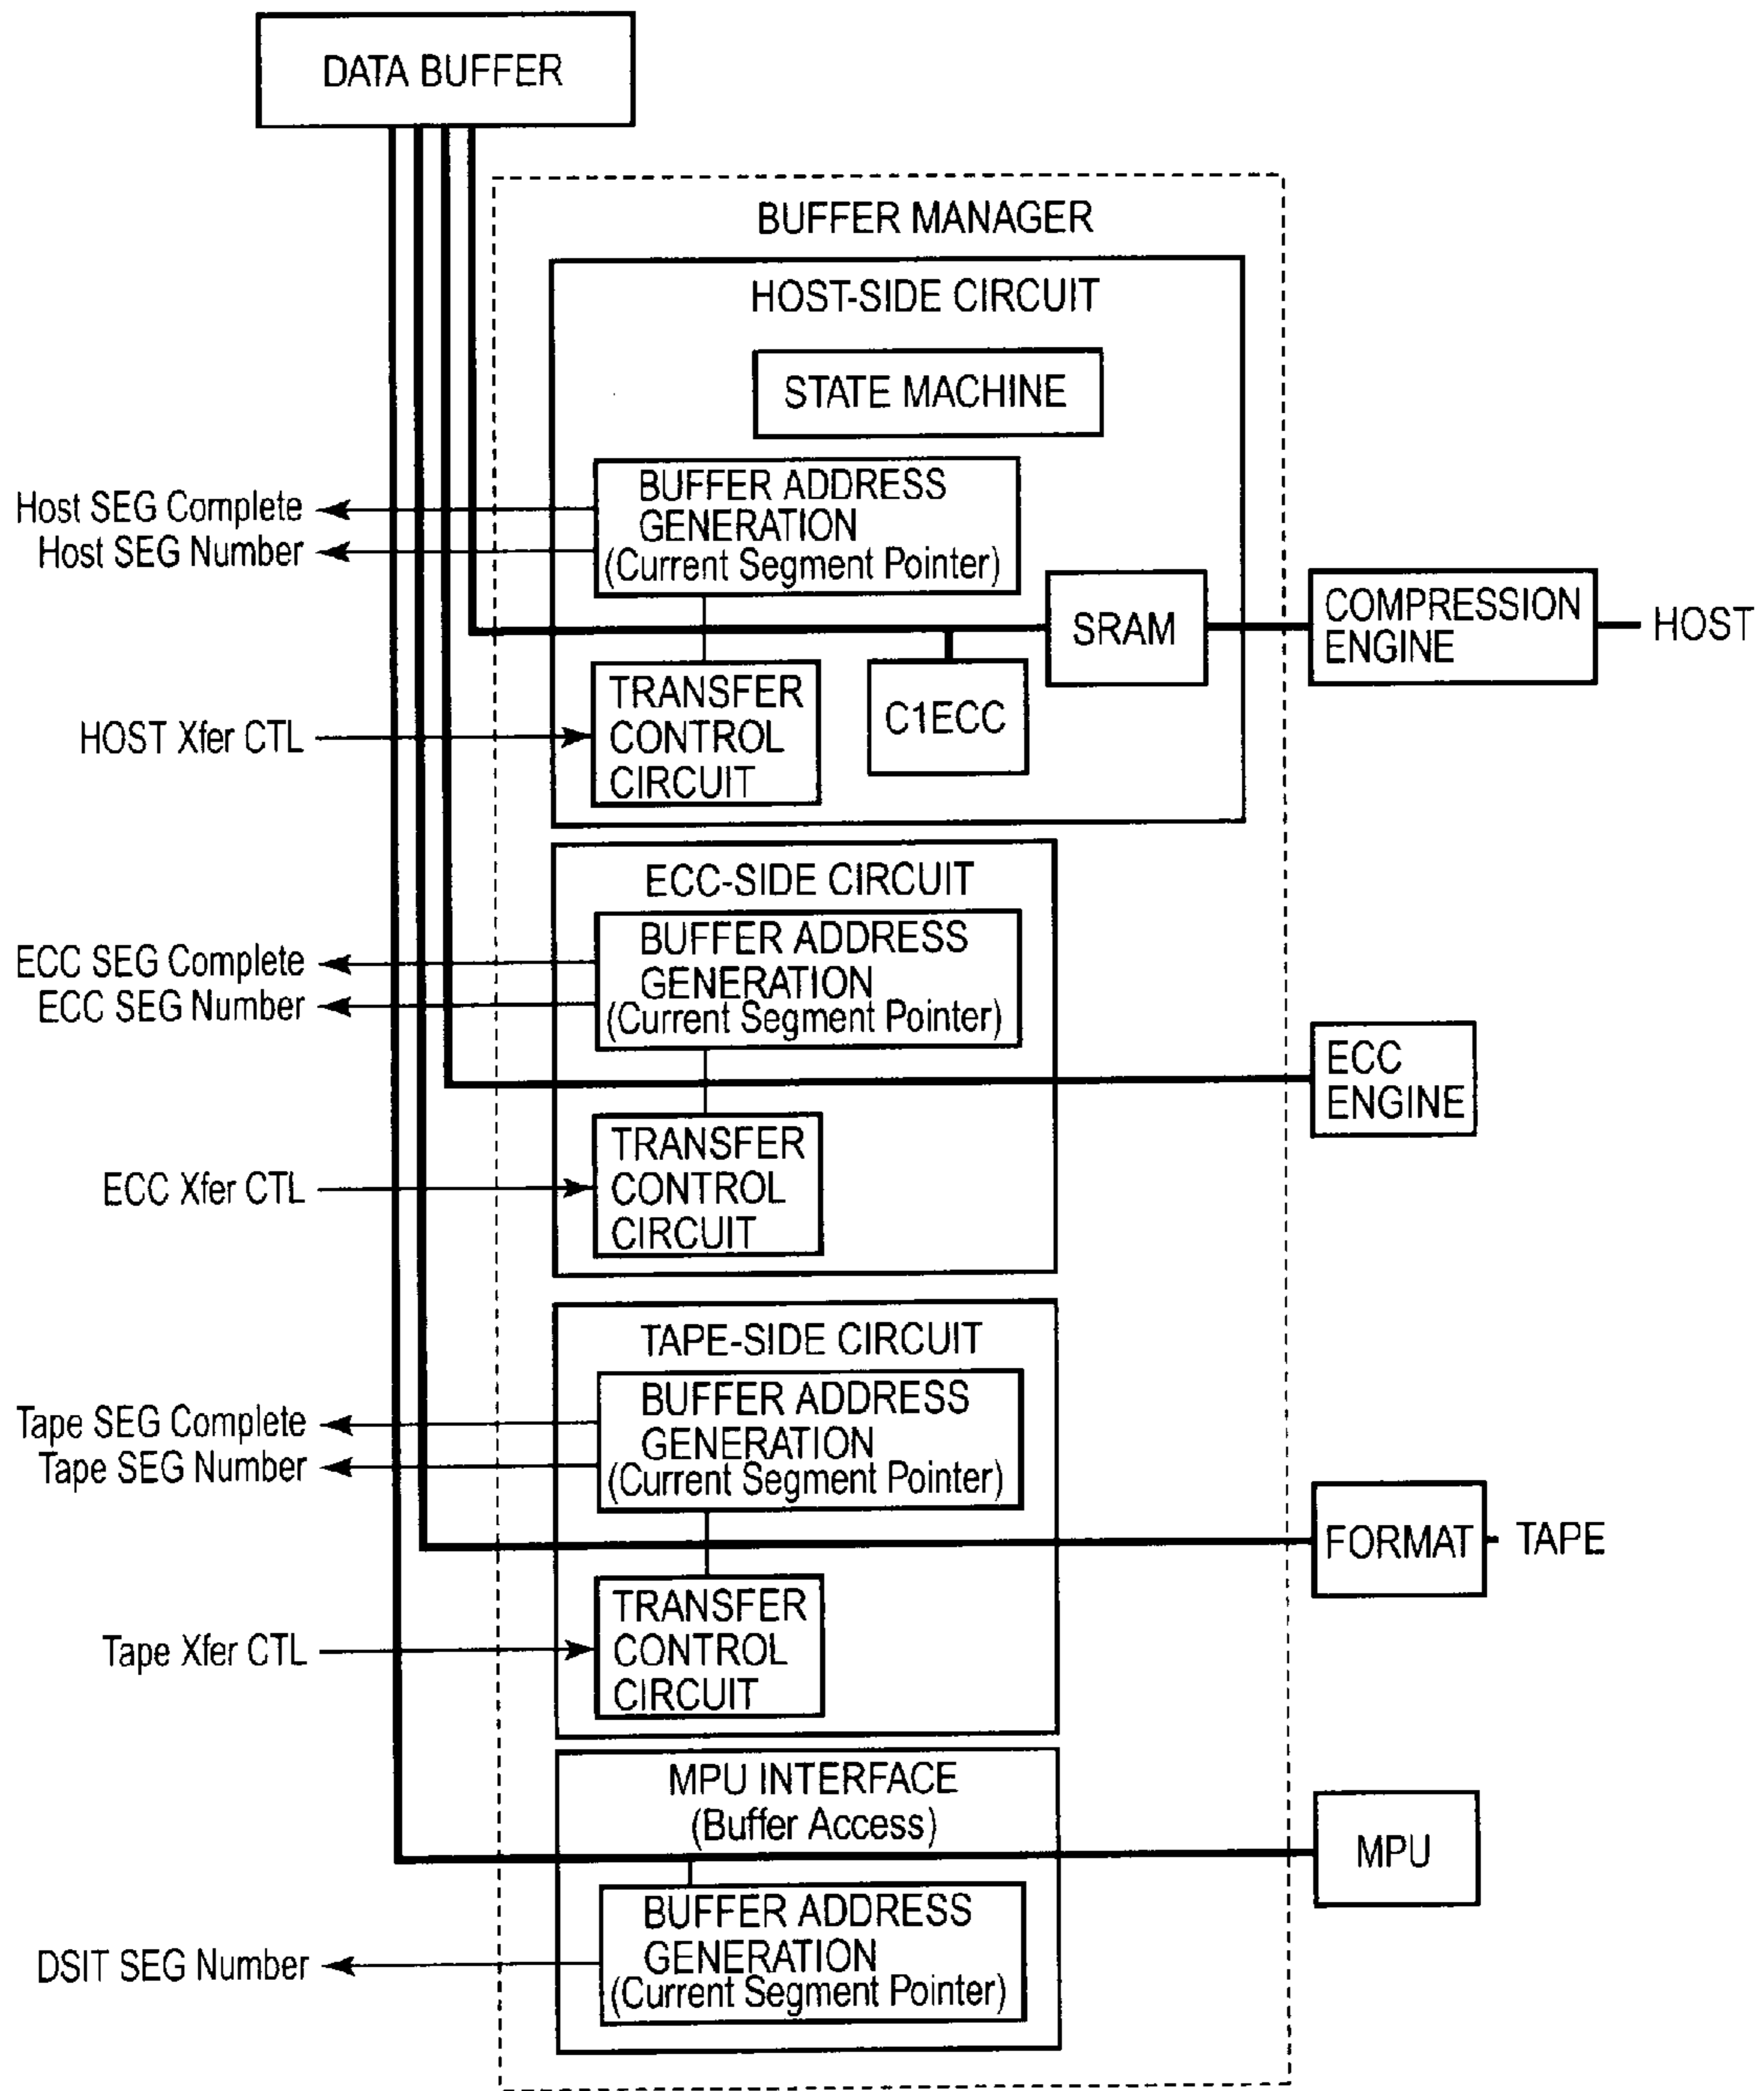 DATA BUFFER
BUFFER MANAGER
HOST-SIDE CIRCUIT
STATE MACHINE
BUFFER ADDRESS
GENERATION
(Current Segment Pointer)
Host SEG Complete
Host SEG Number
SRAM
COMPRESSION
ENGINE
HOST
TRANSFER
CONTROL
CIRCUIT
C1ECC
HOST Xfer CTL
ECC-SIDE CIRCUIT
BUFFER ADDRESS
GENERATION
(Current Segment Pointer)
ECC SEG Complete
ECC SEG Number
ECC
ENGINE
TRANSFER
CONTROL
CIRCUIT
ECC Xfer CTL
TAPE-SIDE CIRCUIT
BUFFER ADDRESS
GENERATION
(Current Segment Pointer)
Tape SEG Complete
Tape SEG Number
FORMAT
TAPE
TRANSFER
CONTROL
CIRCUIT
Tape Xfer CTL
MPU INTERFACE
(Buffer Access)
MPU
BUFFER ADDRESS
GENERATION
(Current Segment Pointer)
DSIT SEG Number